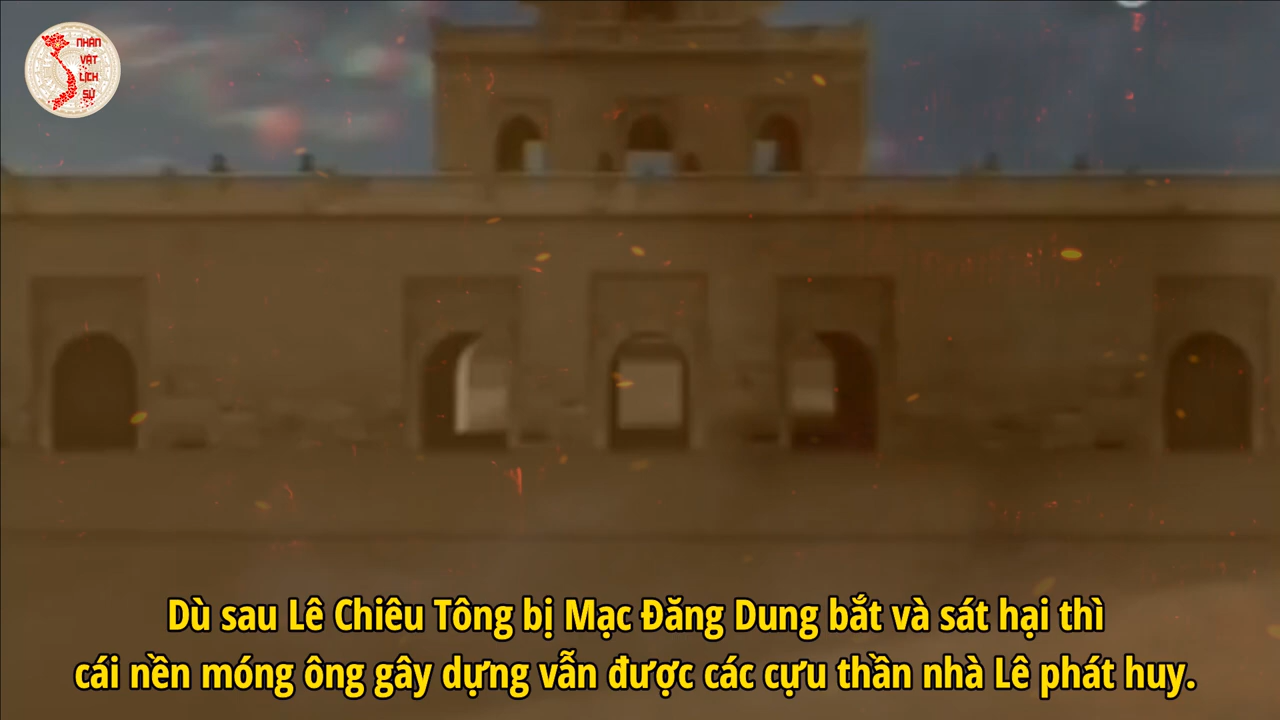 NHÂN
VẬT
LỊCH
SỬ
Dù sau Lê Chiêu Tông bị Mạc Đăng Dung bắt và sát hại thì
cái nền móng ông gây dựng vẫn được các cựu thần nhà Lê phát huy.